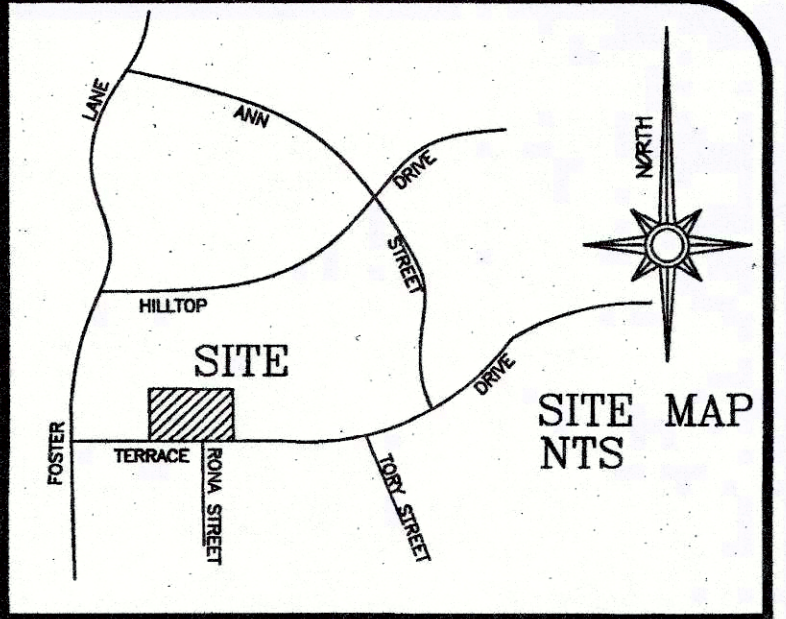 LANE
ANN
DRIVE
NORTH
STREET
HILLTOP
SITE
DRIVE
SITE MAP
NTS
FOSTER
TERRACE
RONA STREET
TORY STREET